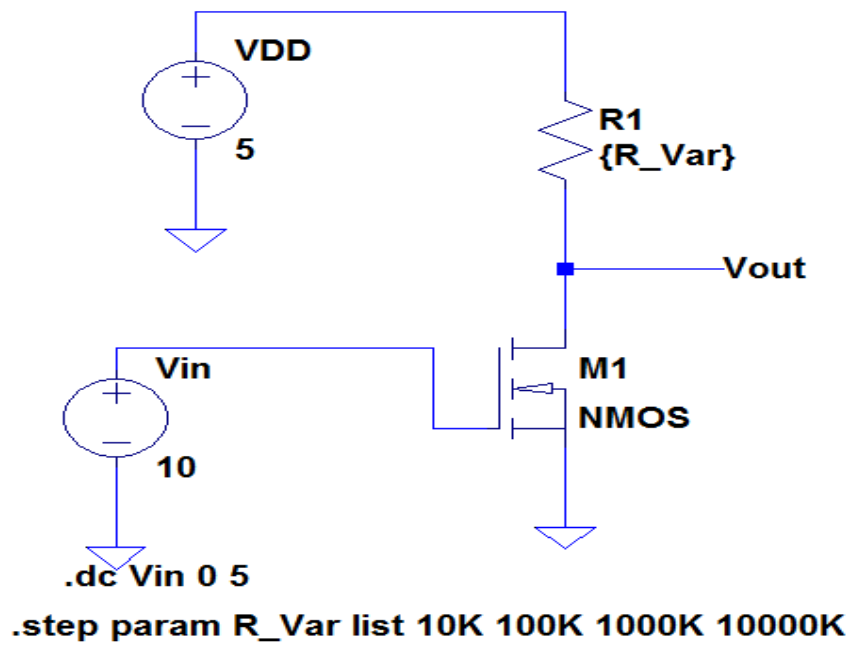 VDD
5
R1
{R_Var}
Vout
Vin
10
M1
NMOS
.dc Vin 0 5
.step param R_Var list 10K 100K 1000K 10000K